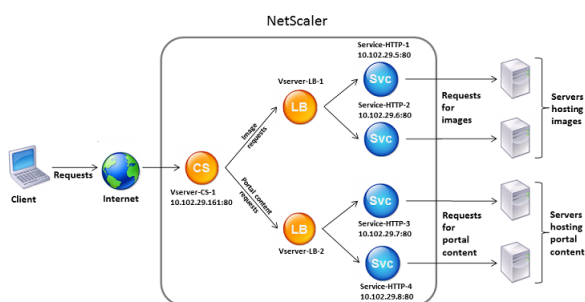 NetScaler
Service-HTTP-1
10.102.29.5:80
Svc
Vserver-LB-1
LB
Requests
for
images
Servers
hosting
images
Service-HTTP-2
10.102.29.6:80
Svc
Image
requests
Client
Requests
Internet
CS
Vserver-CS-1
10.102.29.161:80
Portal content
requests
Service-HTTP-3
10.102.29.7:80
Svc
LB
Vserver-LB-2
Requests
for
portal
content
Servers
hosting
portal
content
Service-HTTP-4
10.102.29.8:80
Svc